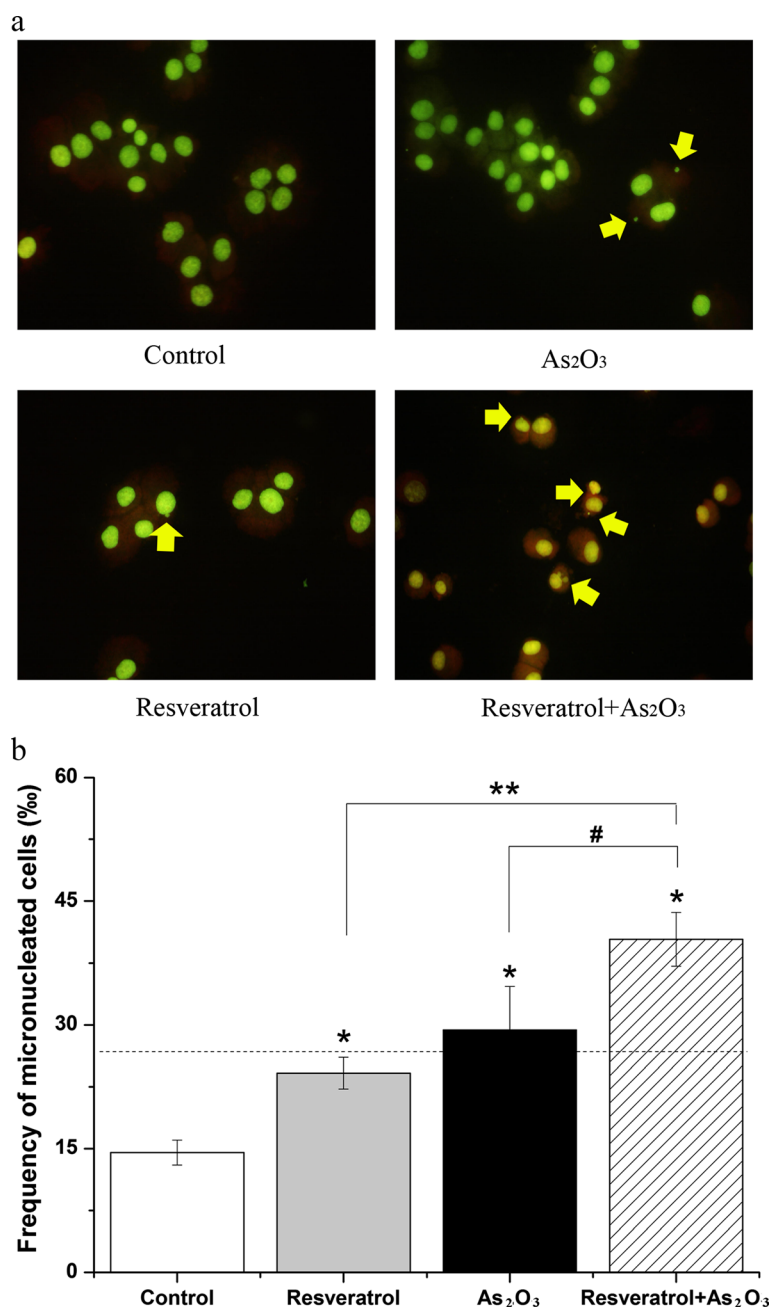 a
Control
As₂O₃
Resveratrol
Resveratrol+As₂O₃
b
Frequency of micronucleated cells (‰)
60
45
30
15
0
**
#
*
*
*
Control
Resveratrol
As₂O₃
Resveratrol+As₂O₃